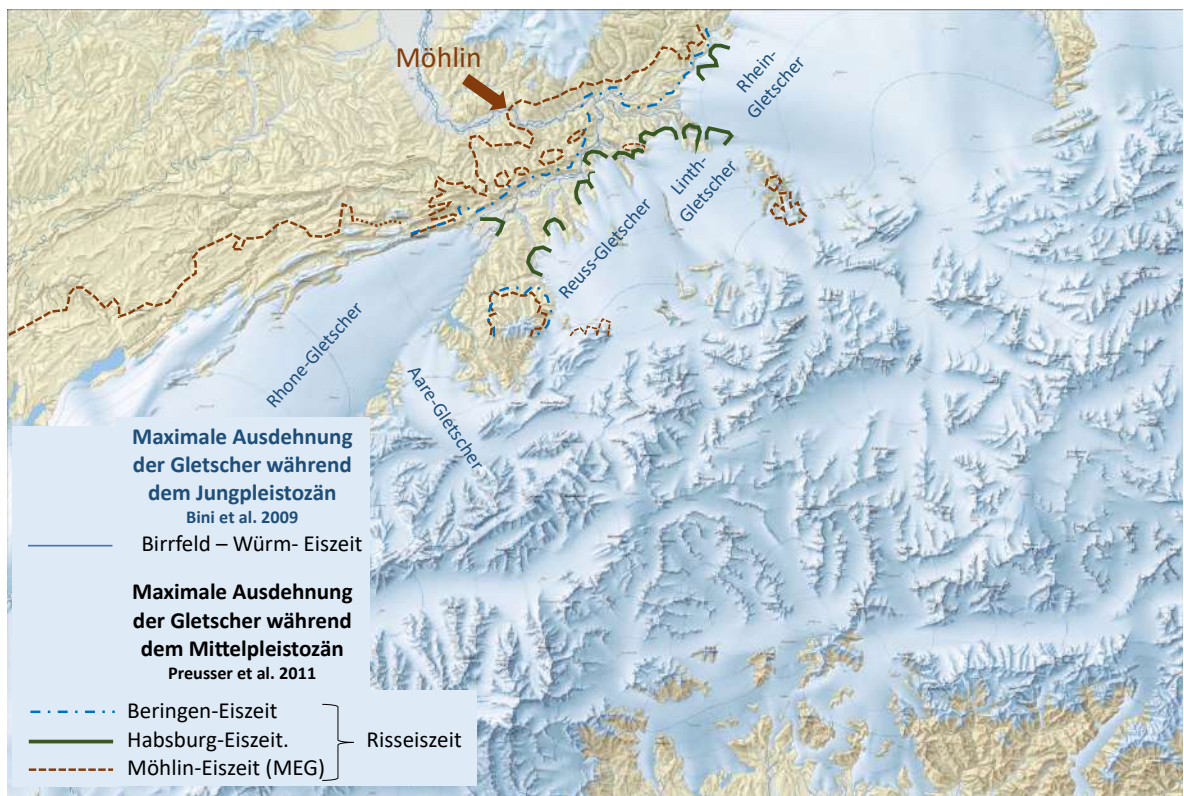 Möhlin
Rhein-
Gletscher
Linth-
Gletscher
Reuss-Gletscher
Rhone-Gletscher
Aare-Gletscher
Maximale Ausdehnung
der Gletscher während
dem Jungpleistozän
Bini et al. 2009
Birrfeld – Würm- Eiszeit
Maximale Ausdehnung
der Gletscher während
dem Mittelpleistozän
Preusser et al. 2011
Beringen-Eiszeit
Habsburg-Eiszeit.
Möhlin-Eiszeit (MEG)
Risseiszeit